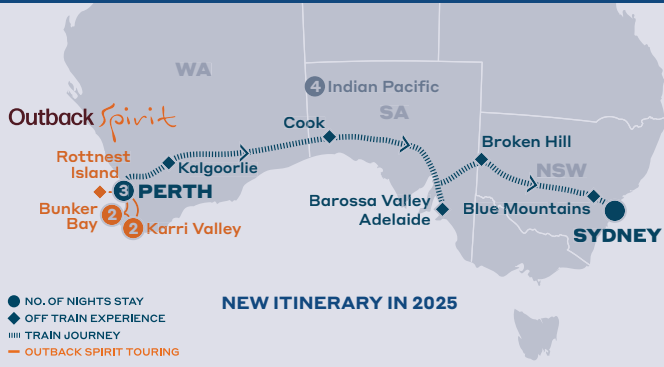 WA
4 Indian Pacific
SA
Outback Spirit
Cook
Broken Hill
NSW
Rottnest
Island
Kalgoorlie
3 PERTH
Barossa Valley
Adelaide
Blue Mountains
Bunker
Bay
2
2 Karri Valley
SYDNEY
NO. OF NIGHTS STAY
OFF TRAIN EXPERIENCE
TRAIN JOURNEY
OUTBACK SPIRIT TOURING
NEW ITINERARY IN 2025